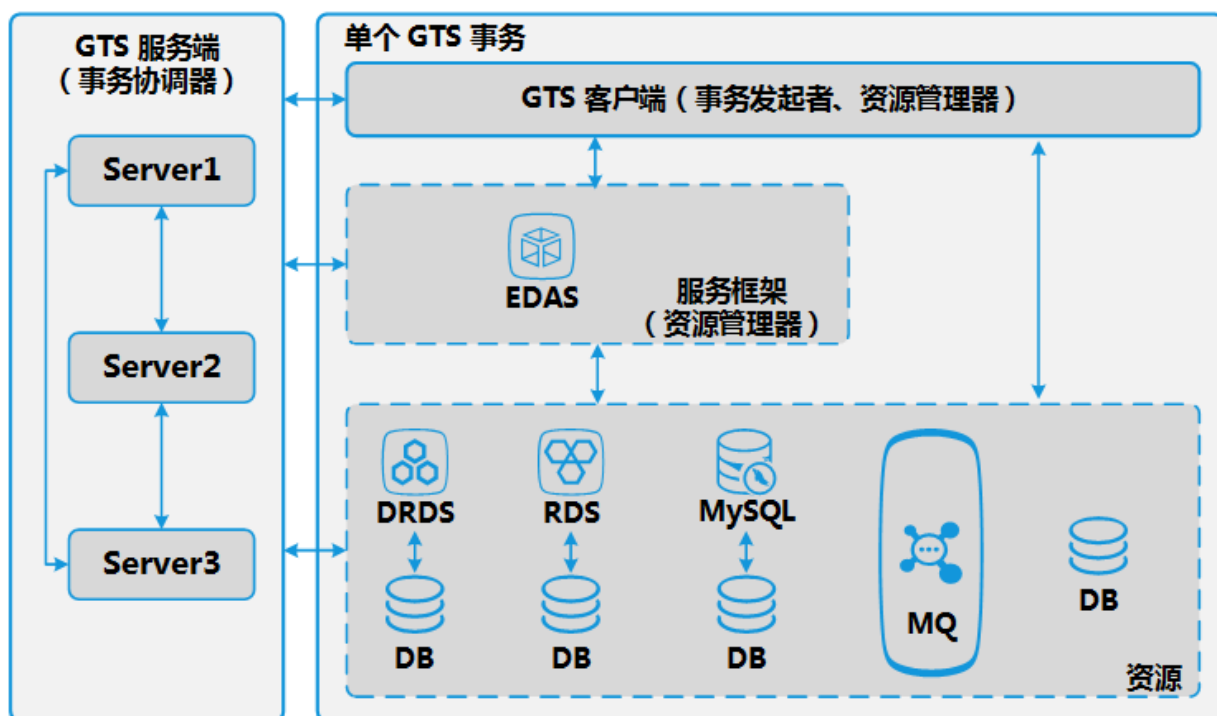 GTS 服务端
（事务协调器）
Server1
Server2
Server3
单个 GTS 事务
GTS 客户端（事务发起者、资源管理器）
EDAS
服务框架
（资源管理器）
DRDS
RDS
MySQL
DB
DB
DB
MQ
DB
资源